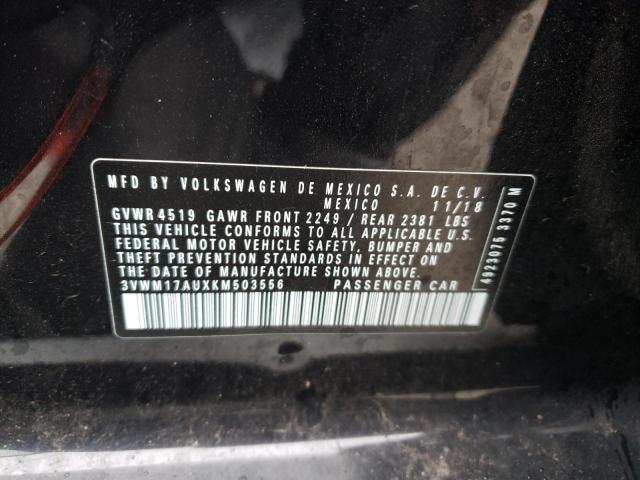 MFD BY VOLKSWAGEN DE MEXICO S.A. DE C.V.
MEXICO 11/18
GVWR 4519 GAWR FRONT 2249 / REAR 2381 LBS
THIS VEHICLE CONFORMS TO ALL APPLICABLE U.S.
FEDERAL MOTOR VEHICLE SAFETY, BUMPER AND
THEFT PREVENTION STANDARDS IN EFFECT ON
THE DATE OF MANUFACTURE SHOWN ABOVE.
3VWM17AUXKM503556 PASSENGER CAR
4923075 3370 M